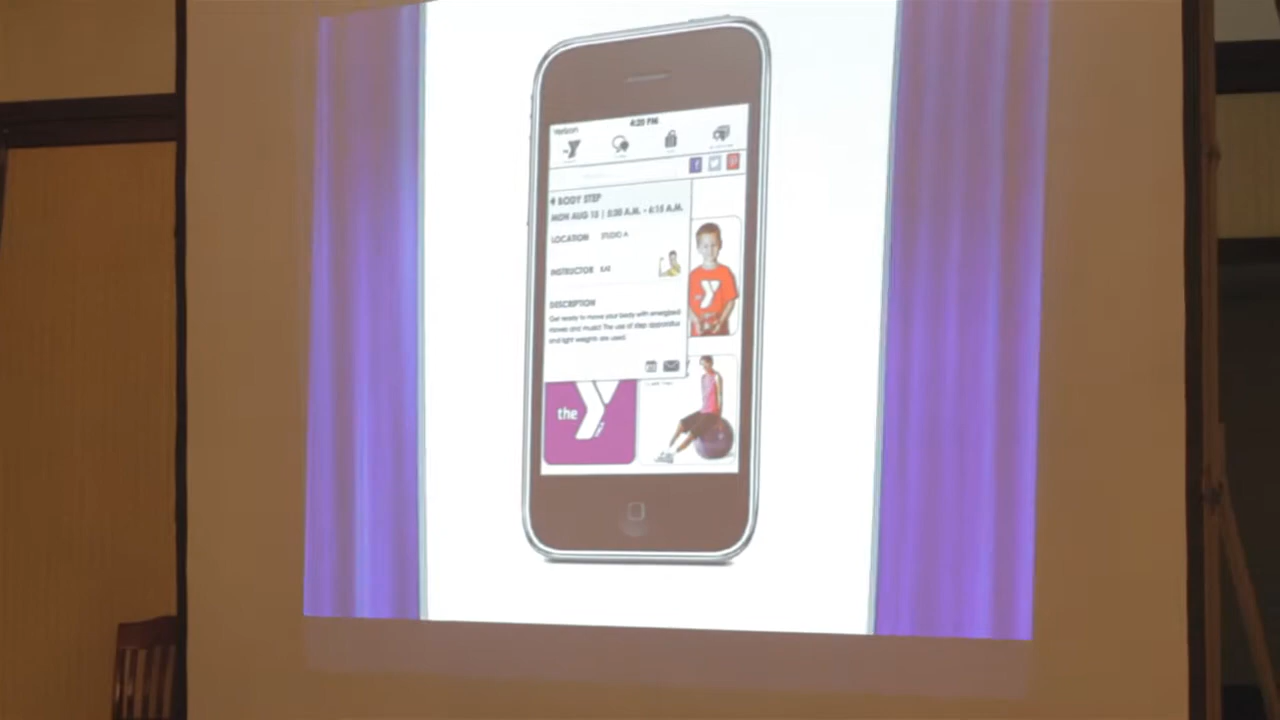 Verizon
4:20 PM
BODY STEP
MON AUG 13 | 5:30 A.M. - 6:15 A.M.
LOCATION STUDIO A
INSTRUCTOR
DESCRIPTION
Get ready to move your body with energized
moves and music! The use of step apparatus
and light weights are used.
the Y